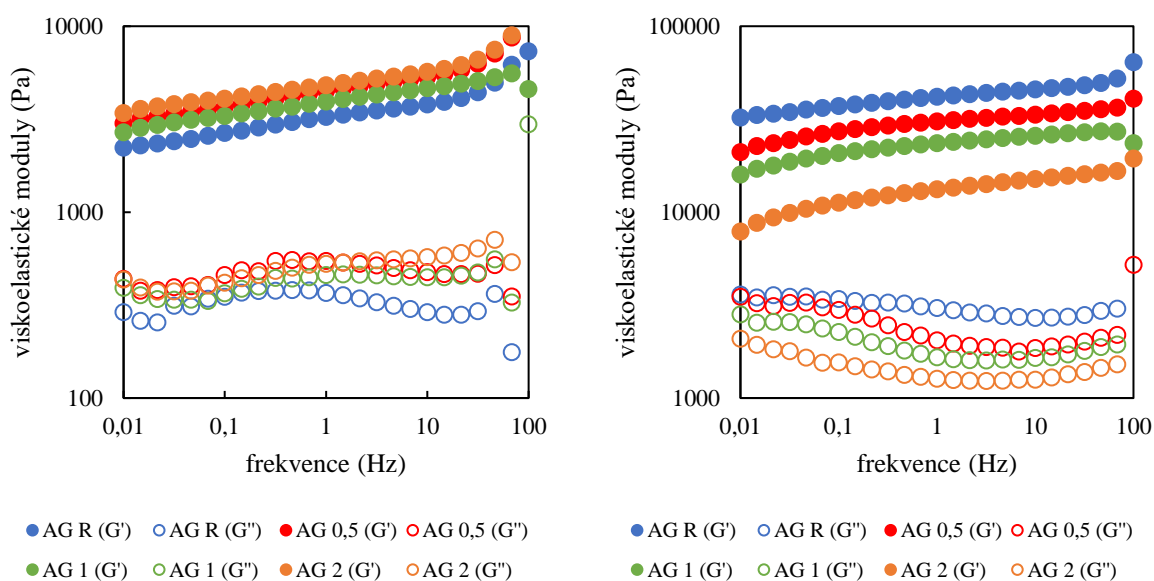 10000
1000
100
viskoelastické moduly (Pa)
0,01 0,1 1 10 100
frekvence (Hz)
AG R (G') AG R (G'') AG 0,5 (G') AG 0,5 (G'')
AG 1 (G') AG 1 (G'') AG 2 (G') AG 2 (G'')
100000
10000
1000
viskoelastické moduly (Pa)
0,01 0,1 1 10 100
frekvence (Hz)
AG R (G') AG R (G'') AG 0,5 (G') AG 0,5 (G'')
AG 1 (G') AG 1 (G'') AG 2 (G') AG 2 (G'')